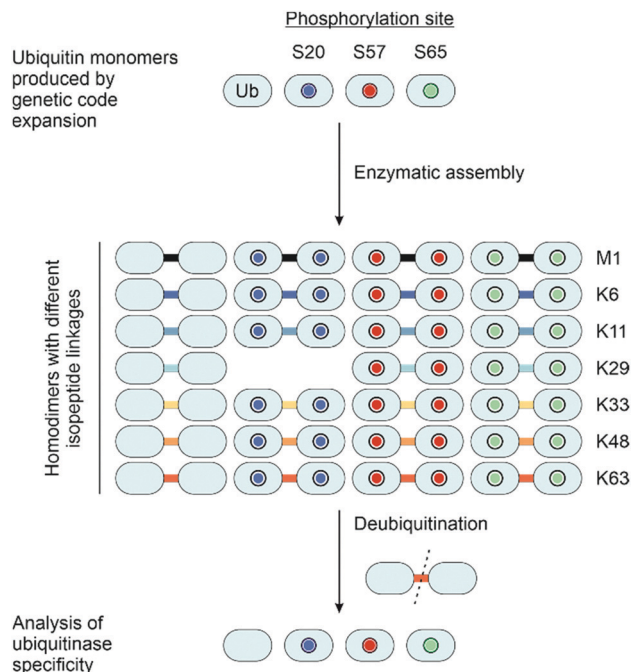 Phosphorylation site
S20 S57 S65
Ubiquitin monomers
produced by
genetic code
expansion
Ub
Enzymatic assembly
Homodimers with different
isopeptide linkages
M1
K6
K11
K29
K33
K48
K63
Deubiquitination
Analysis of
ubiquitinase
specificity